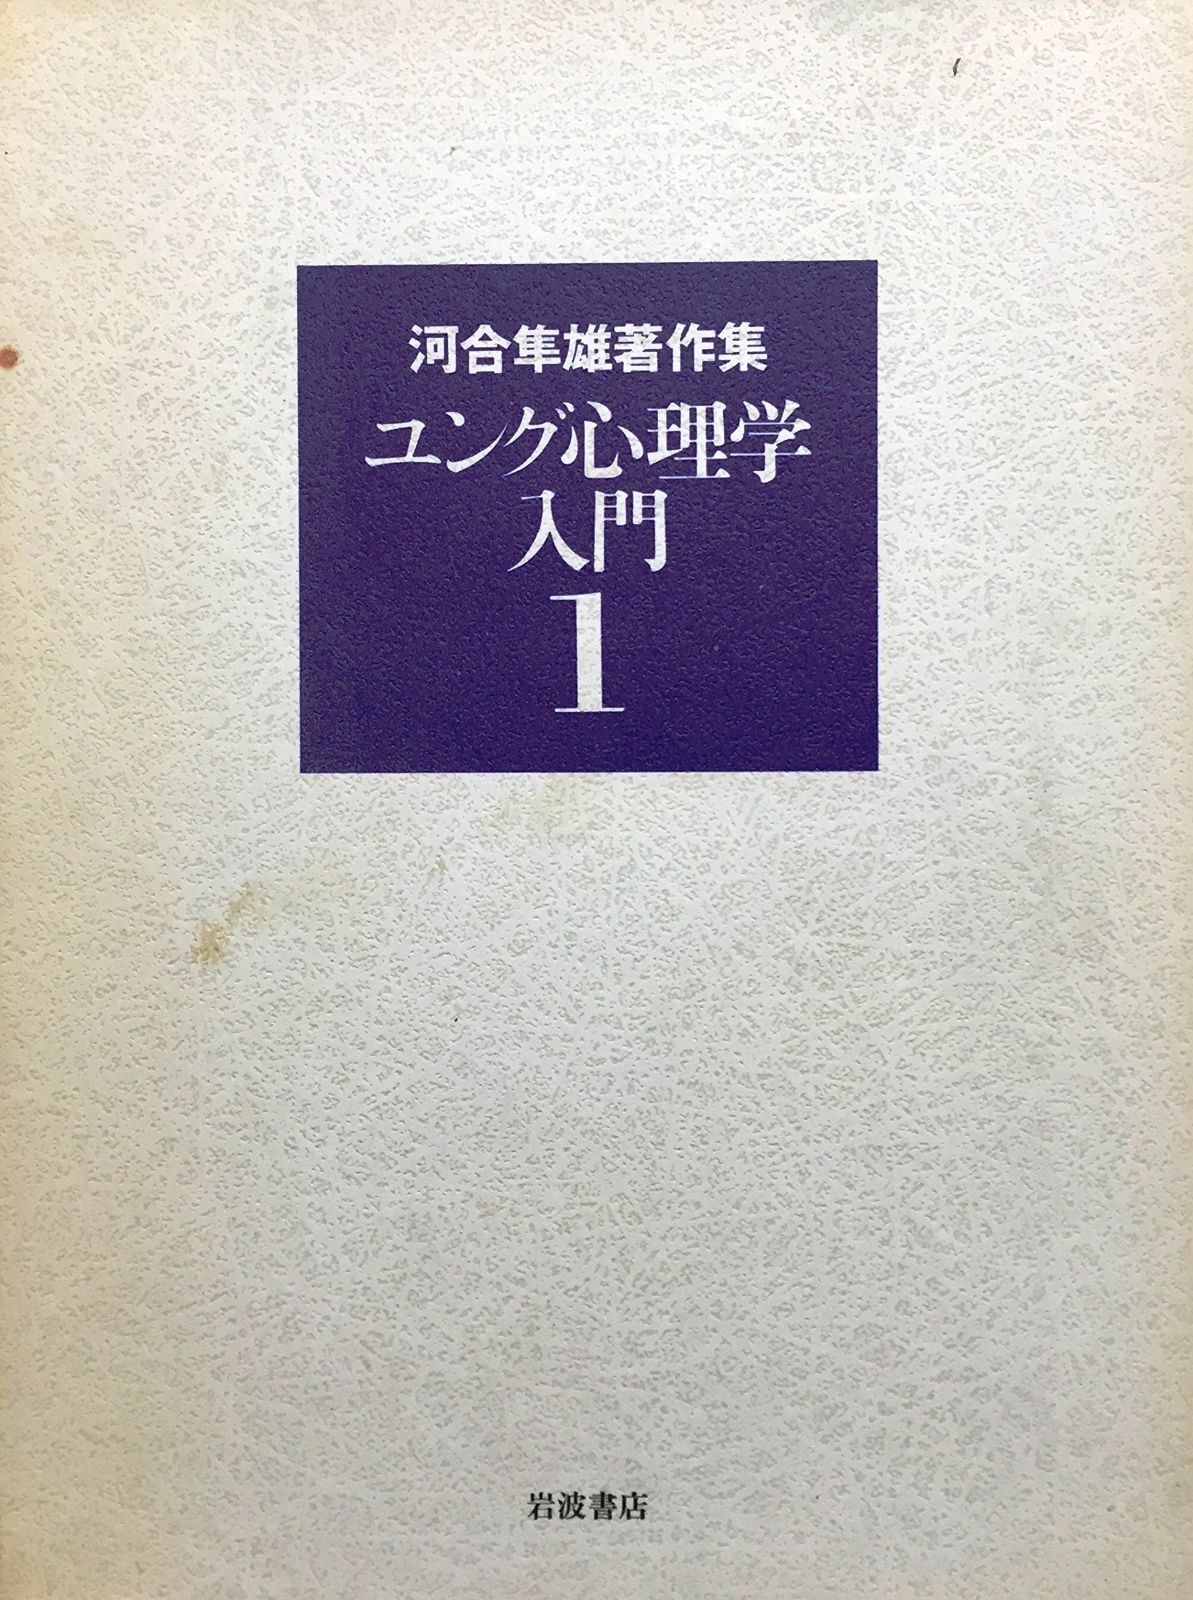 河合隼雄著作集
ユング心理学
入門
1
岩波書店